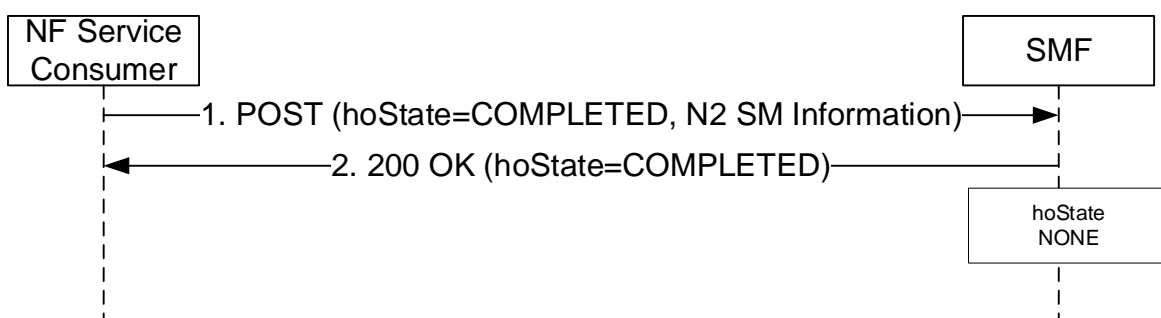 NF Service
Consumer
SMF
1. POST (hoState=COMPLETED, N2 SM Information)
2. 200 OK (hoState=COMPLETED)
hoState
NONE